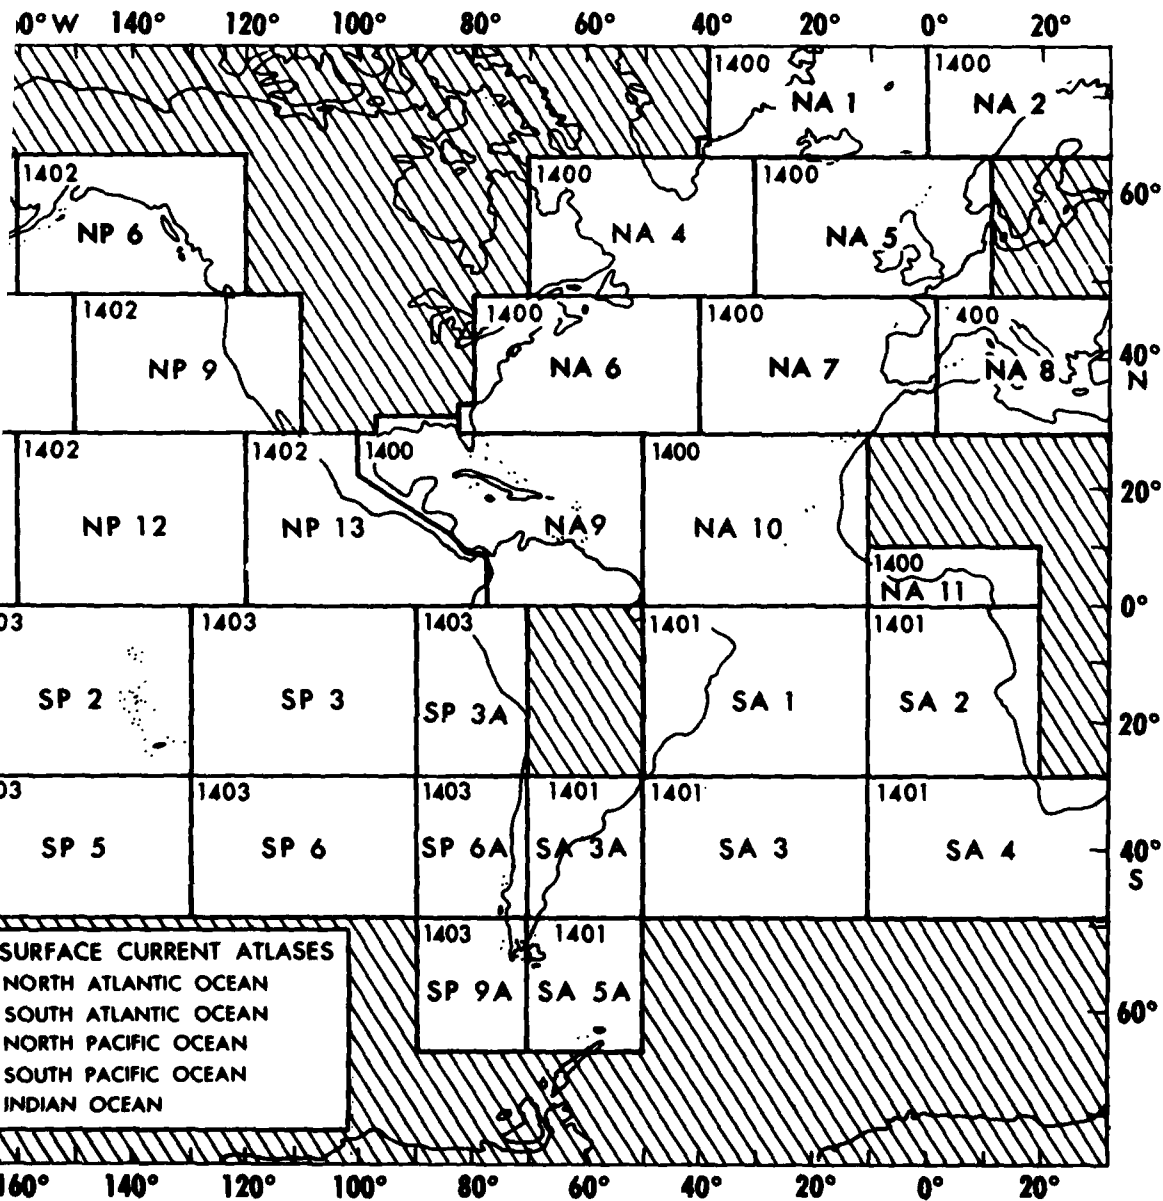 0° W 140° 120° 100° 80° 60° 40° 20° 0° 20°
1400 1400
NA 1 NA 2
1402 1400 1400
60°
NP 6 NA 4 NA 5
1402 1400 1400 400
NP 9 NA 6 NA 7 NA 8
40°
N
1402 1402 1400 1400
20°
NP 12 NP 13 NA9 NA 10
1400
NA 11
0°
03 1403 1403 1401 1401
SP 2 SP 3 SP 3A SA 1 SA 2
20°
03 1403 1403 1401 1401 1401
SP 5 SP 6 SP 6A SA 3A SA 3 SA 4
40°
S
1403 1401
SURFACE CURRENT ATLASES
NORTH ATLANTIC OCEAN
SP 9A SA 5A
SOUTH ATLANTIC OCEAN
60°
NORTH PACIFIC OCEAN
SOUTH PACIFIC OCEAN
INDIAN OCEAN
160° 140° 120° 100° 80° 60° 40° 20° 0° 20°